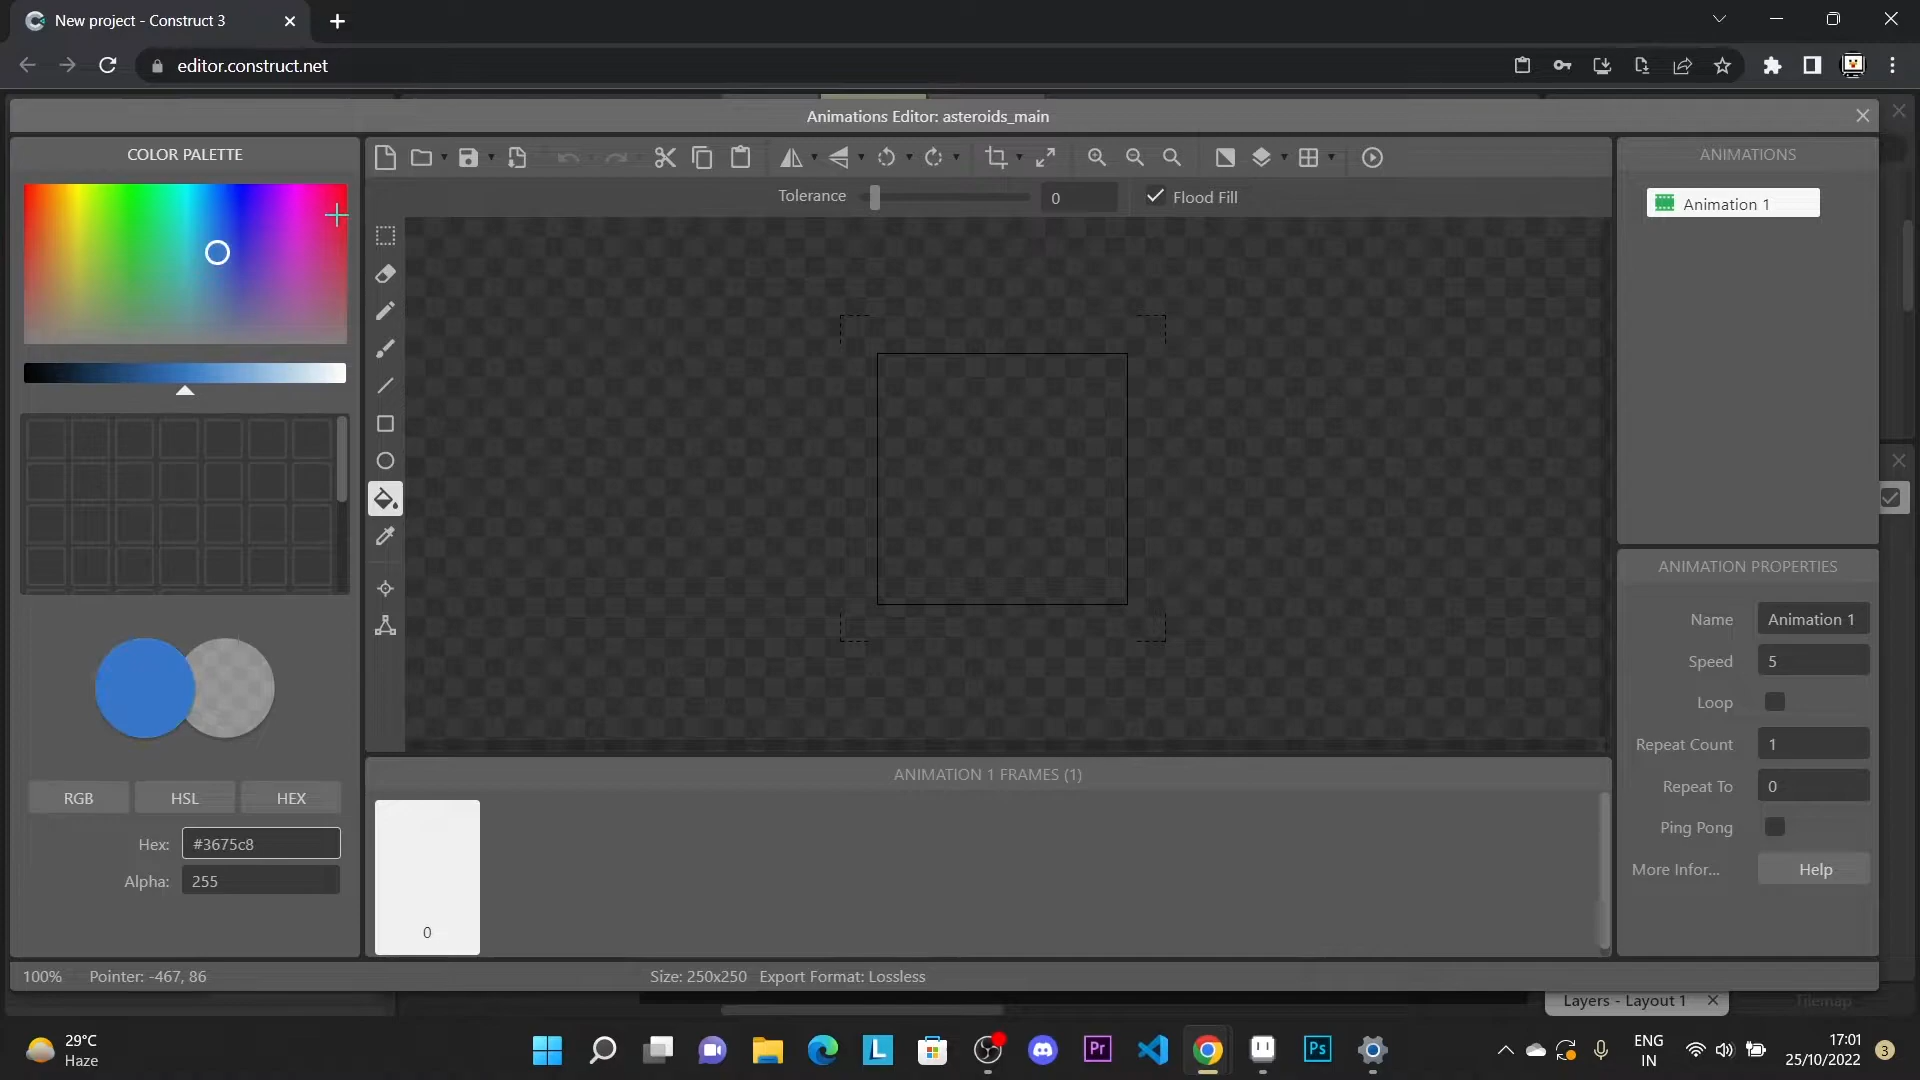 New project - Construct 3
editor.construct.net
Animations Editor: asteroids_main
COLOR PALETTE
ANIMATIONS
Tolerance
0
Flood Fill
Animation 1
ANIMATION PROPERTIES
Name
Animation 1
Speed
5
Loop
Repeat Count
1
Repeat To
0
Ping Pong
More Infor...
Help
ANIMATION 1 FRAMES (1)
0
RGB
HSL
HEX
Hex:
#3675c8
Alpha:
255
100%
Pointer: -467, 86
Size: 250x250
Export Format: Lossless
Layers - Layout 1
Tilemap
29°C
Haze
L
Pr
Ps
ENG
IN
17:01
25/10/2022
3